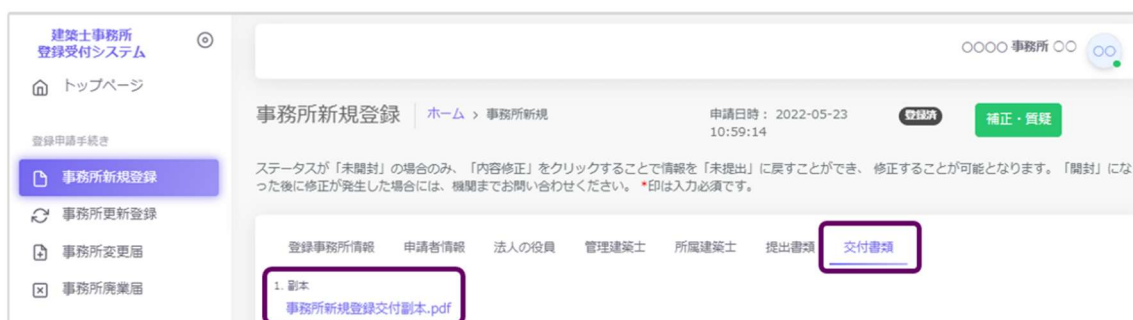 建築士事務所
登録受付システム
トップページ
登録申請手続き
事務所新規登録
事務所更新登録
事務所変更届
事務所廃業届
〇〇〇〇 事務所 〇〇
〇〇
事務所新規登録 ホーム > 事務所新規
申請日時: 2022-05-23
10:59:14
登録済
補正・質疑
ステータスが「未開封」の場合のみ、「内容修正」をクリックすることで情報を「未提出」に戻すことができ、 修正することが可能となります。「開封」にな
った後に修正が発生した場合には、機関までお問い合わせください。 *印は入力必須です。
登録事務所情報 申請者情報 法人の役員 管理建築士 所属建築士 提出書類 交付書類
1. 副本
事務所新規登録交付副本.pdf